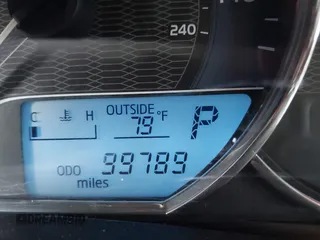 240
OUTSIDE
C H 79 °F P
ODO 99789
miles